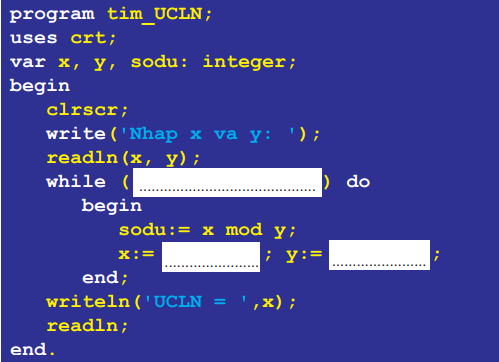 program tim_UCLN;
uses crt;
var x, y, sodu: integer;
begin
clrscr;
write('Nhap x va y: ');
readln(x, y);
while (..........................................) do
begin
sodu:= x mod y;
x:= ...................... ; y:= ...................... ;
end;
writeln('UCLN = ',x);
readln;
end.